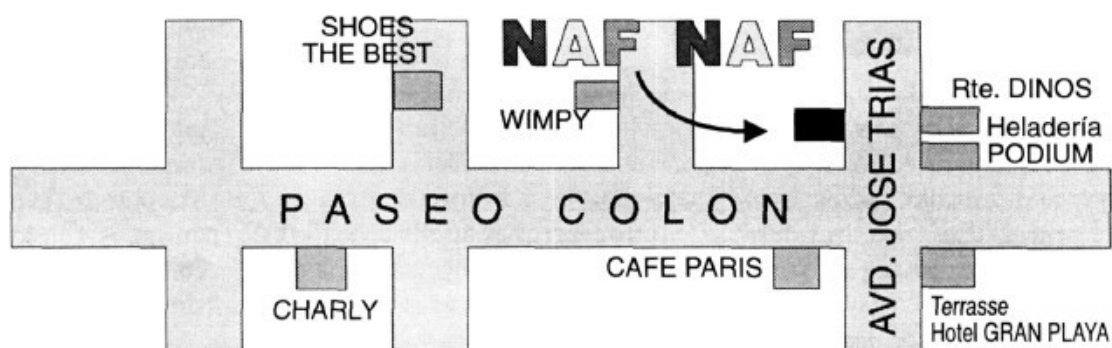 SHOES
THE BEST
NAF NAF
WIMPY
AVD. JOSE TRIAS
Rte. DINOS
Heladería
PODIUM
PASEO COLON
CHARLY
CAFE PARIS
Terrasse
Hotel GRAN PLAYA